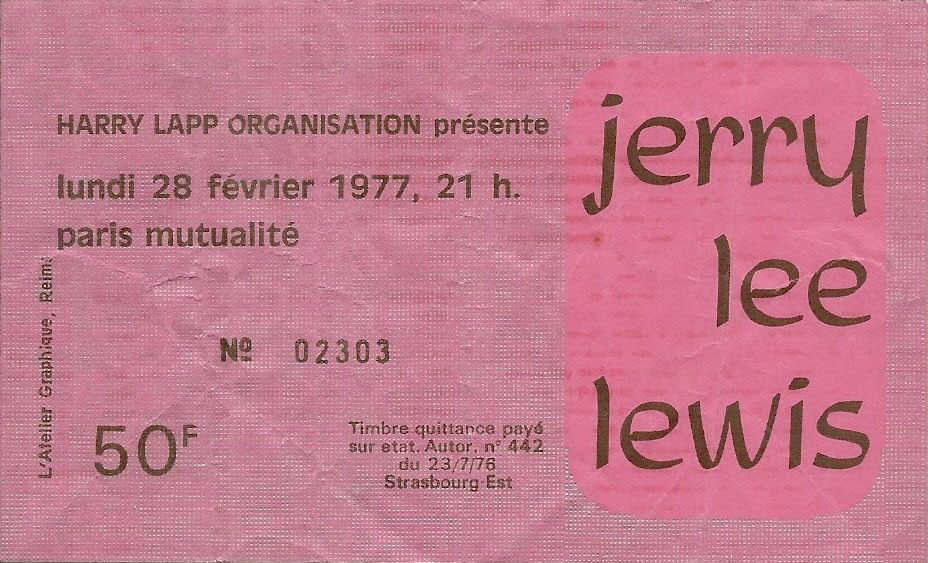 HARRY LAPP ORGANISATION présente
lundi 28 février 1977, 21 h.
paris mutualité
Nº 02303
50F
Timbre quittance payé
sur etat. Autor. n° 442
du 23/7/76
Strasbourg-Est
L'Atelier Graphique, Reims
jerry
lee
lewis